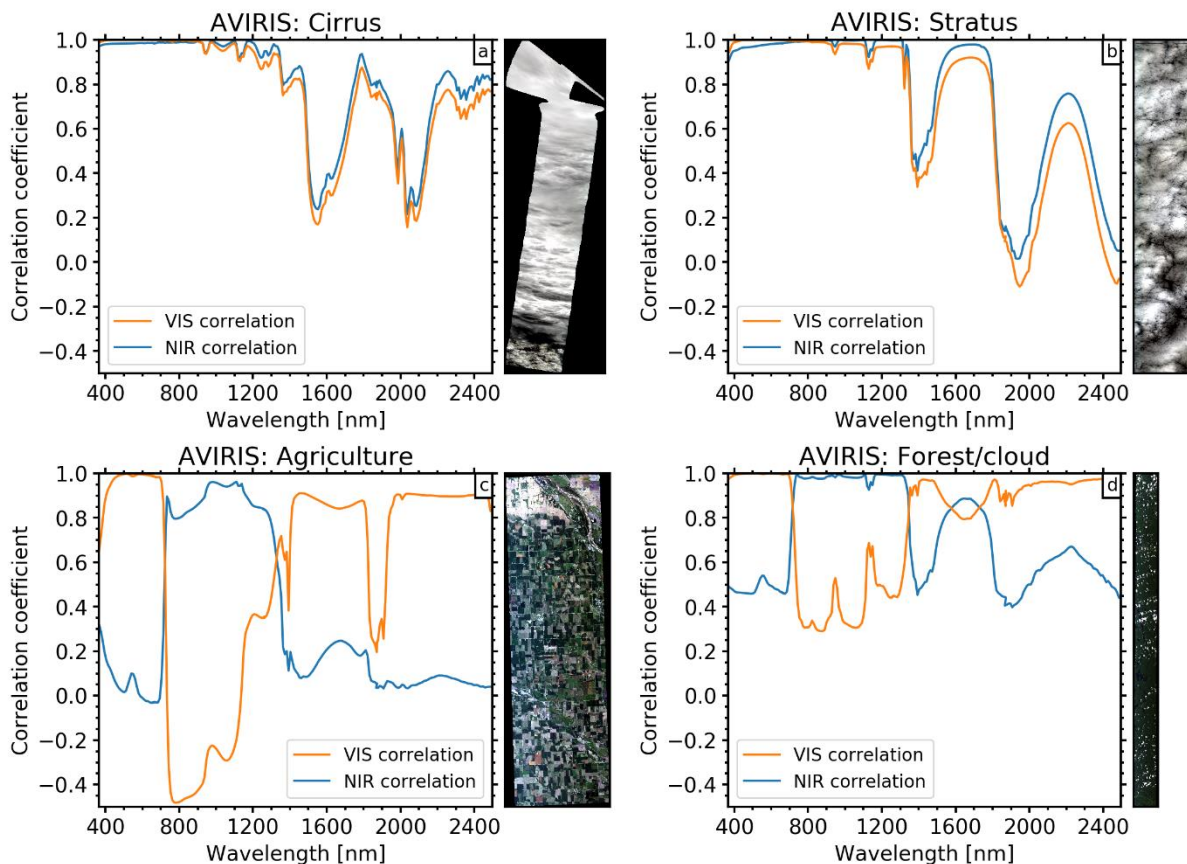 AVIRIS: Cirrus
a
1.0
0.8
0.6
0.4
0.2
0.0
−0.2
−0.4
Correlation coefficient
VIS correlation
NIR correlation
400 800 1200 1600 2000 2400
Wavelength [nm]
AVIRIS: Stratus
b
1.0
0.8
0.6
0.4
0.2
0.0
−0.2
−0.4
Correlation coefficient
VIS correlation
NIR correlation
400 800 1200 1600 2000 2400
Wavelength [nm]
AVIRIS: Agriculture
c
1.0
0.8
0.6
0.4
0.2
0.0
−0.2
−0.4
Correlation coefficient
VIS correlation
NIR correlation
400 800 1200 1600 2000 2400
Wavelength [nm]
AVIRIS: Forest/cloud
d
1.0
0.8
0.6
0.4
0.2
0.0
−0.2
−0.4
Correlation coefficient
VIS correlation
NIR correlation
400 800 1200 1600 2000 2400
Wavelength [nm]